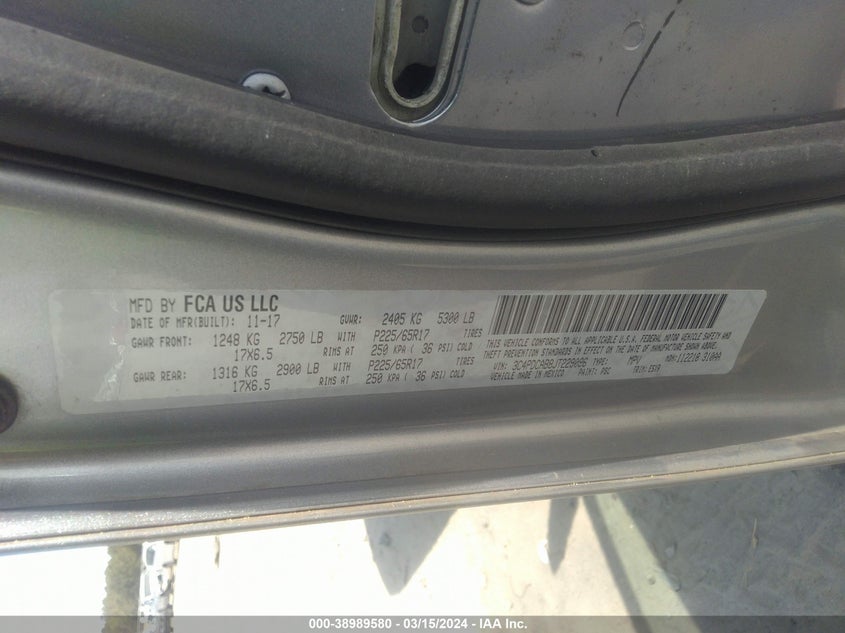 MFD BY FCA US LLC
DATE OF MFR(BUILT): 11-17 GVWR: 2405 KG 5300 LB
GAWR FRONT: 1248 KG 2750 LB WITH P225/65R17 TIRES
17X6.5 RIMS AT 250 KPA ( 36 PSI) COLD
GAWR REAR: 1316 KG 2900 LB WITH P225/65R17 TIRES
17X6.5 RIMS AT 250 KPA ( 36 PSI) COLD
THIS VEHICLE CONFORMS TO ALL APPLICABLE U.S.A. FEDERAL MOTOR VEHICLE SAFETY AND
THEFT PREVENTION STANDARDS IN EFFECT ON THE DATE OF MANUFACTURE SHOWN ABOVE.
VIN: TYPE: MPV
VEHICLE MADE IN MEXICO PAINT: TRIM:
000-38989580 / 03/15/2024 - IAA Inc.